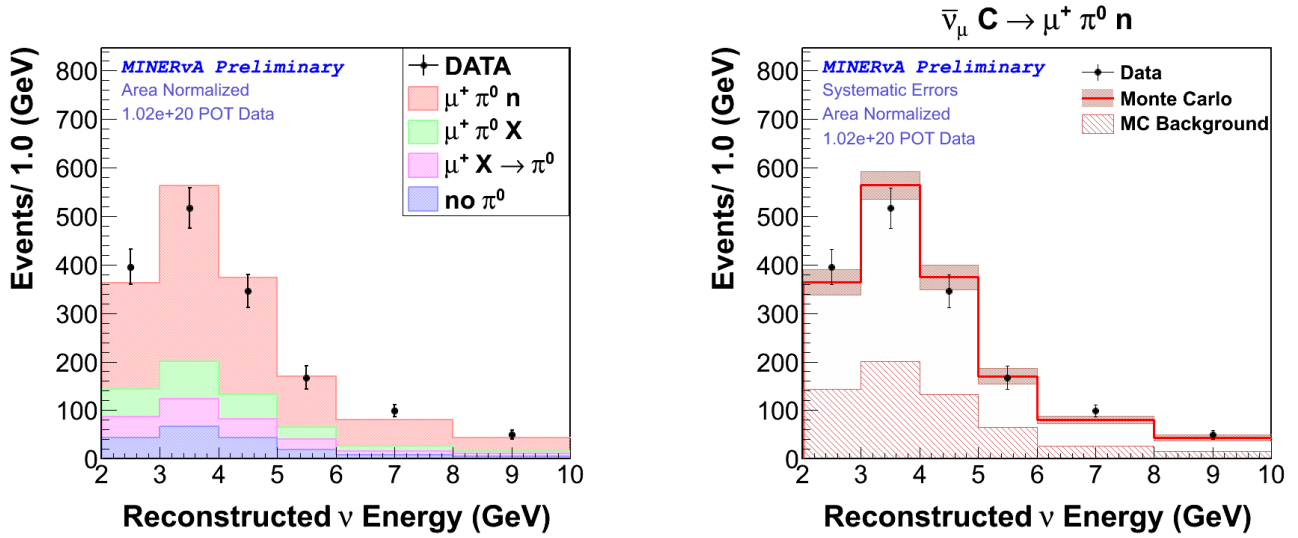 MINERvA Preliminary
Area Normalized
1.02e+20 POT Data
DATA
μ⁺ π⁰ n
μ⁺ π⁰ X
μ⁺ X → π⁰
no π⁰
Events/ 1.0 (GeV)
800
700
600
500
400
300
200
100
0
2 3 4 5 6 7 8 9 10
Reconstructed ν Energy (GeV)
ν̅μ C → μ⁺ π⁰ n
MINERvA Preliminary
Systematic Errors
Area Normalized
1.02e+20 POT Data
Data
Monte Carlo
MC Background
Events/ 1.0 (GeV)
800
700
600
500
400
300
200
100
0
2 3 4 5 6 7 8 9 10
Reconstructed ν Energy (GeV)